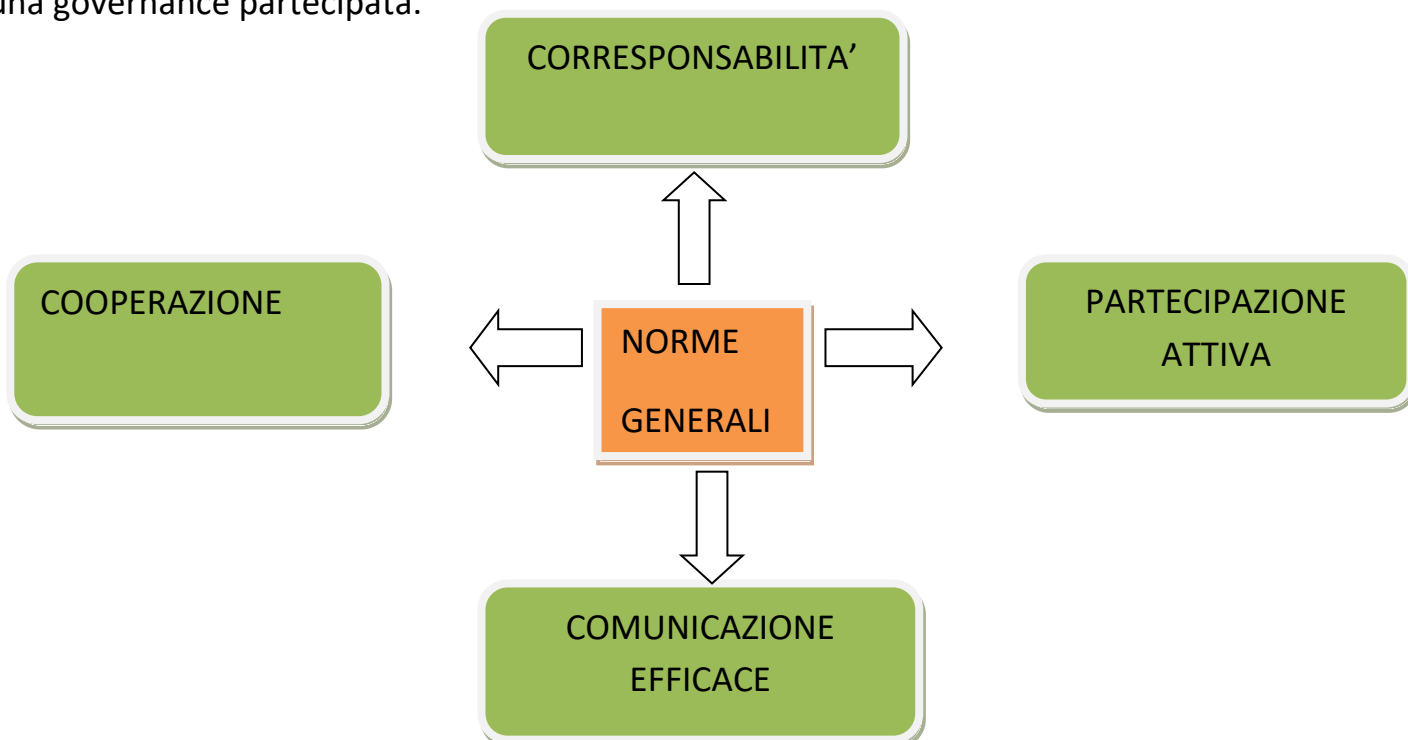 una governance partecipata.
CORRESPONSABILITA’
COOPERAZIONE
NORME
GENERALI
PARTECIPAZIONE
ATTIVA
COMUNICAZIONE
EFFICACE